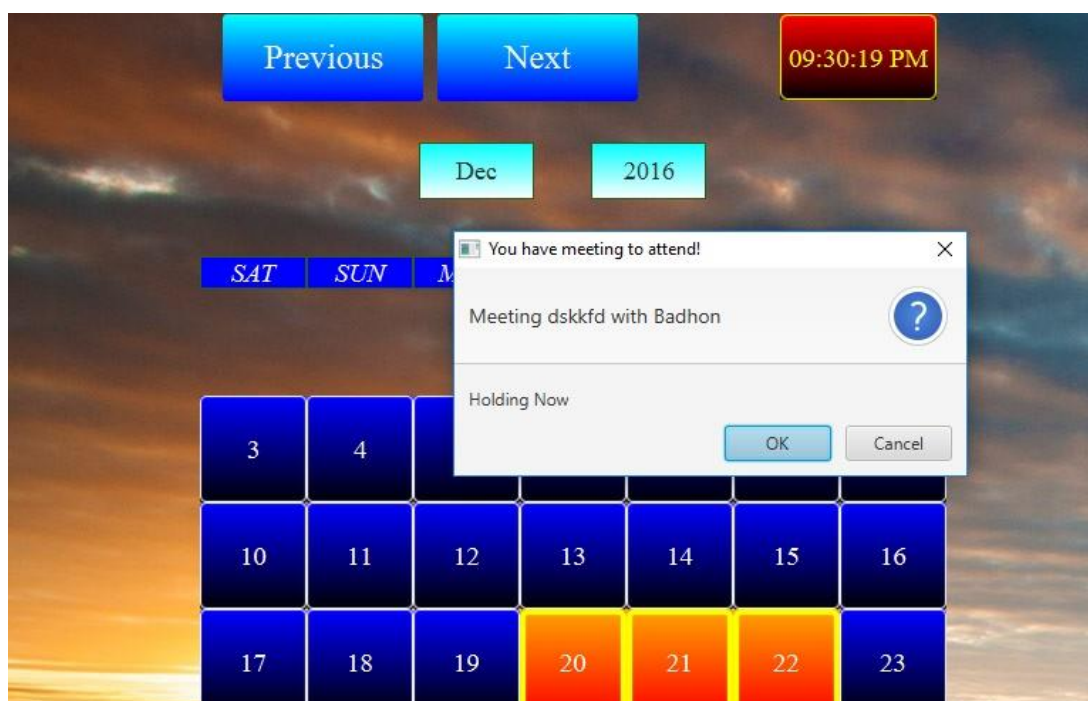 Previous Next 09:30:19 PM
Dec 2016
You have meeting to attend!
SAT SUN
Meeting dskkfd with Badhon
Holding Now
3 4
OK Cancel
10 11 12 13 14 15 16
17 18 19 20 21 22 23